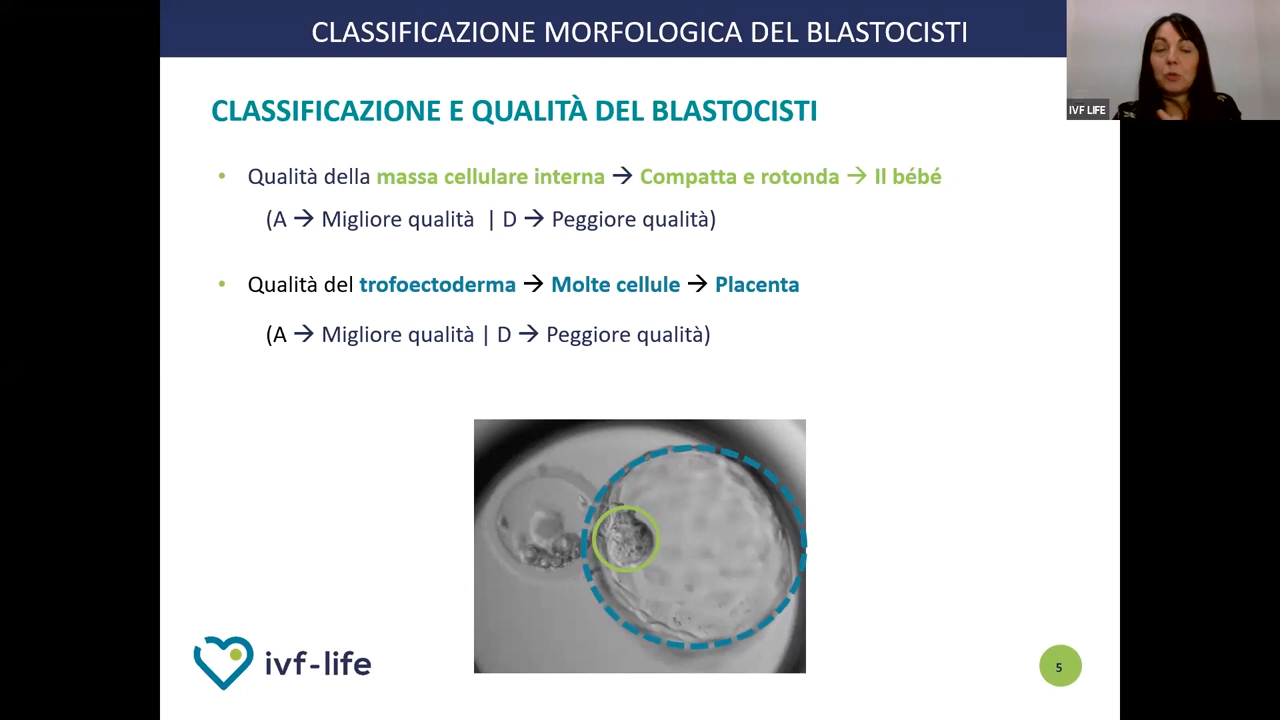 CLASSIFICAZIONE MORFOLOGICA DEL BLASTOCISTI
IVF LIFE
CLASSIFICAZIONE E QUALITÀ DEL BLASTOCISTI
• Qualità della massa cellulare interna → Compatta e rotonda → Il bébé
(A → Migliore qualità | D → Peggiore qualità)
• Qualità del trofoectoderma → Molte cellule → Placenta
(A → Migliore qualità | D → Peggiore qualità)
ivf-life
5